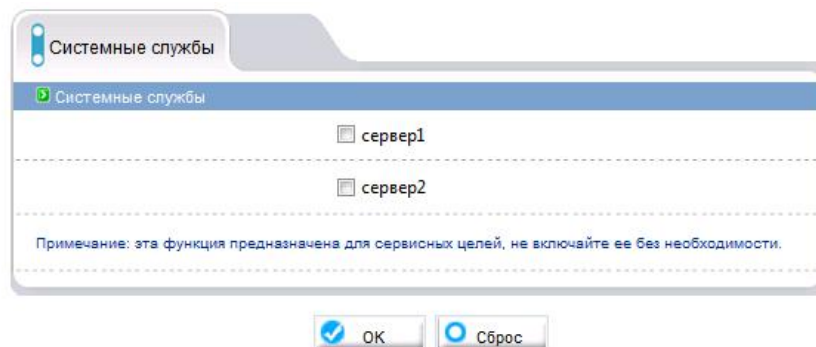 Системные службы
Системные службы
сервер1
сервер2
Примечание: эта функция предназначена для сервисных целей, не включайте ее без необходимости.
OK Сброс